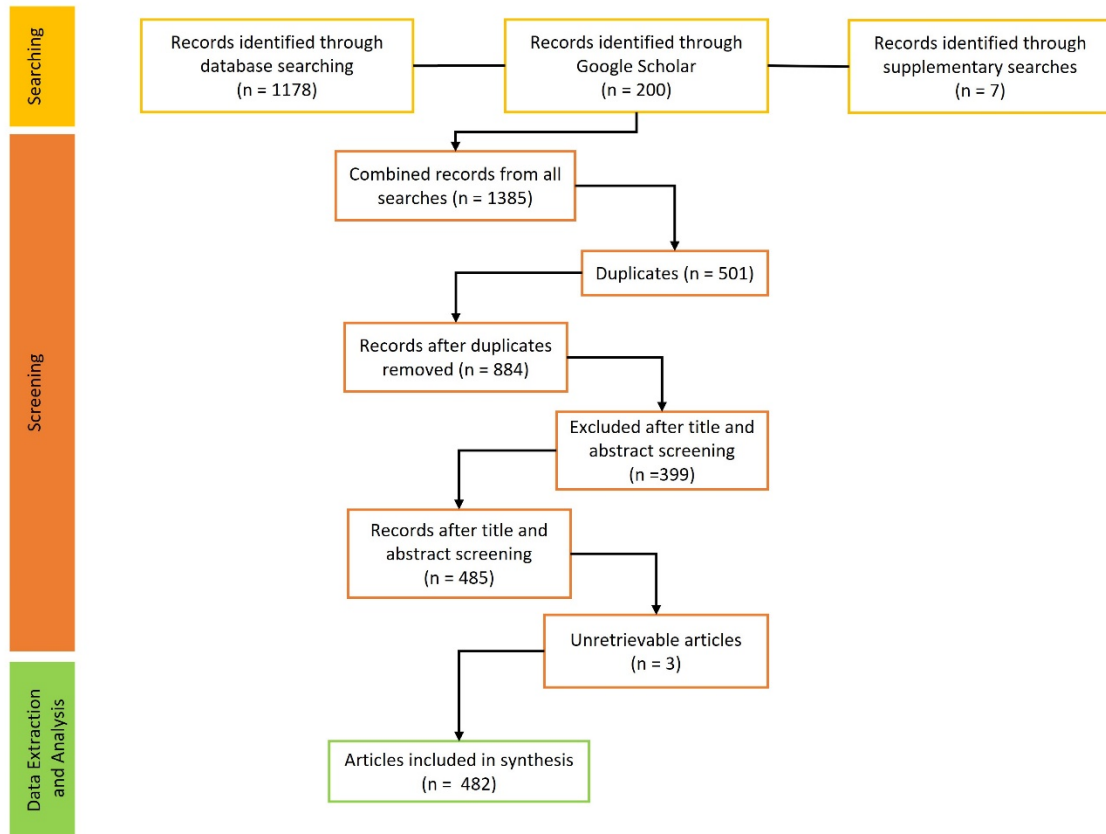 Searching
Records identified through
database searching
(n = 1178)
Records identified through
Google Scholar
(n = 200)
Records identified through
supplementary searches
(n = 7)
Screening
Combined records from all
searches (n = 1385)
Duplicates (n = 501)
Records after duplicates
removed (n = 884)
Excluded after title and
abstract screening
(n =399)
Records after title and
abstract screening
(n = 485)
Unretrievable articles
(n = 3)
Data Extraction
and Analysis
Articles included in synthesis
(n =  482)